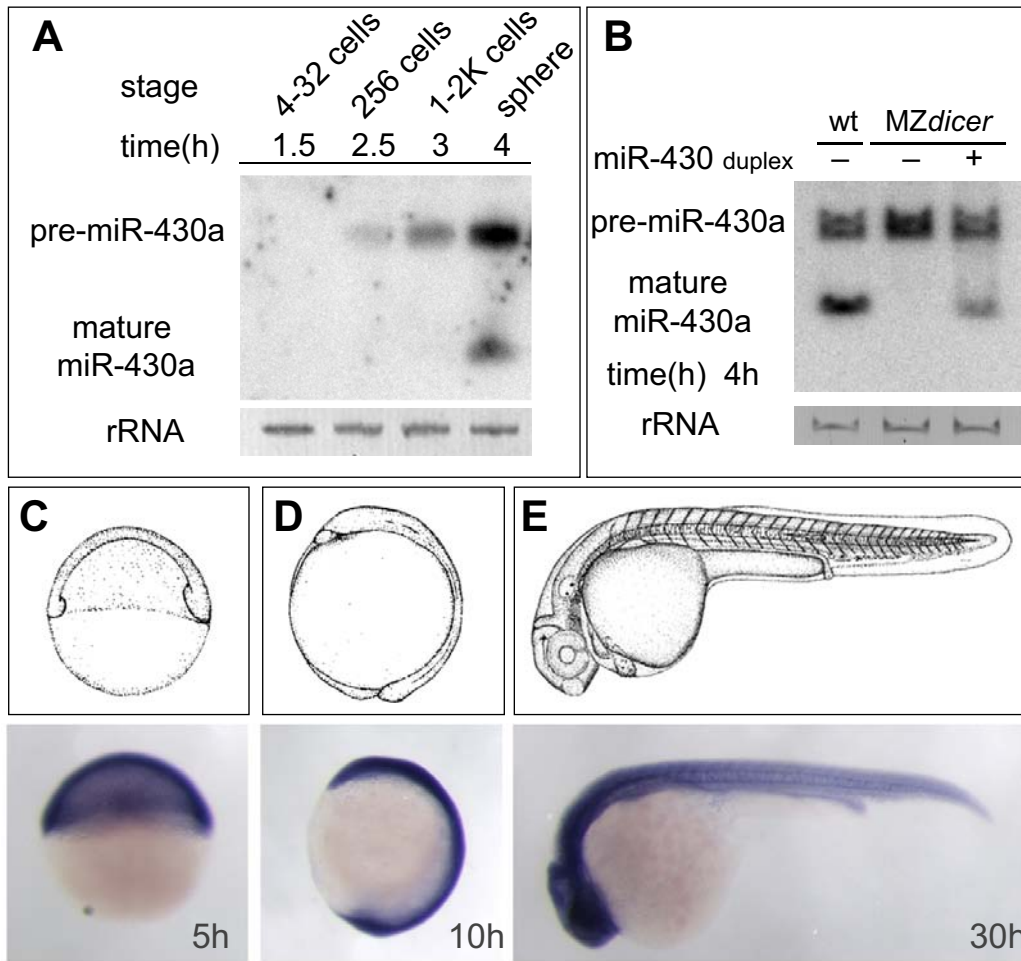 A
stage
4-32 cells
256 cells
1-2K cells
sphere
time(h) 1.5 2.5 3 4
pre-miR-430a
mature
miR-430a
rRNA
B
wt MZdicer
miR-430 duplex – – +
pre-miR-430a
mature
miR-430a
time(h) 4h
rRNA
C
D
E
5h
10h
30h